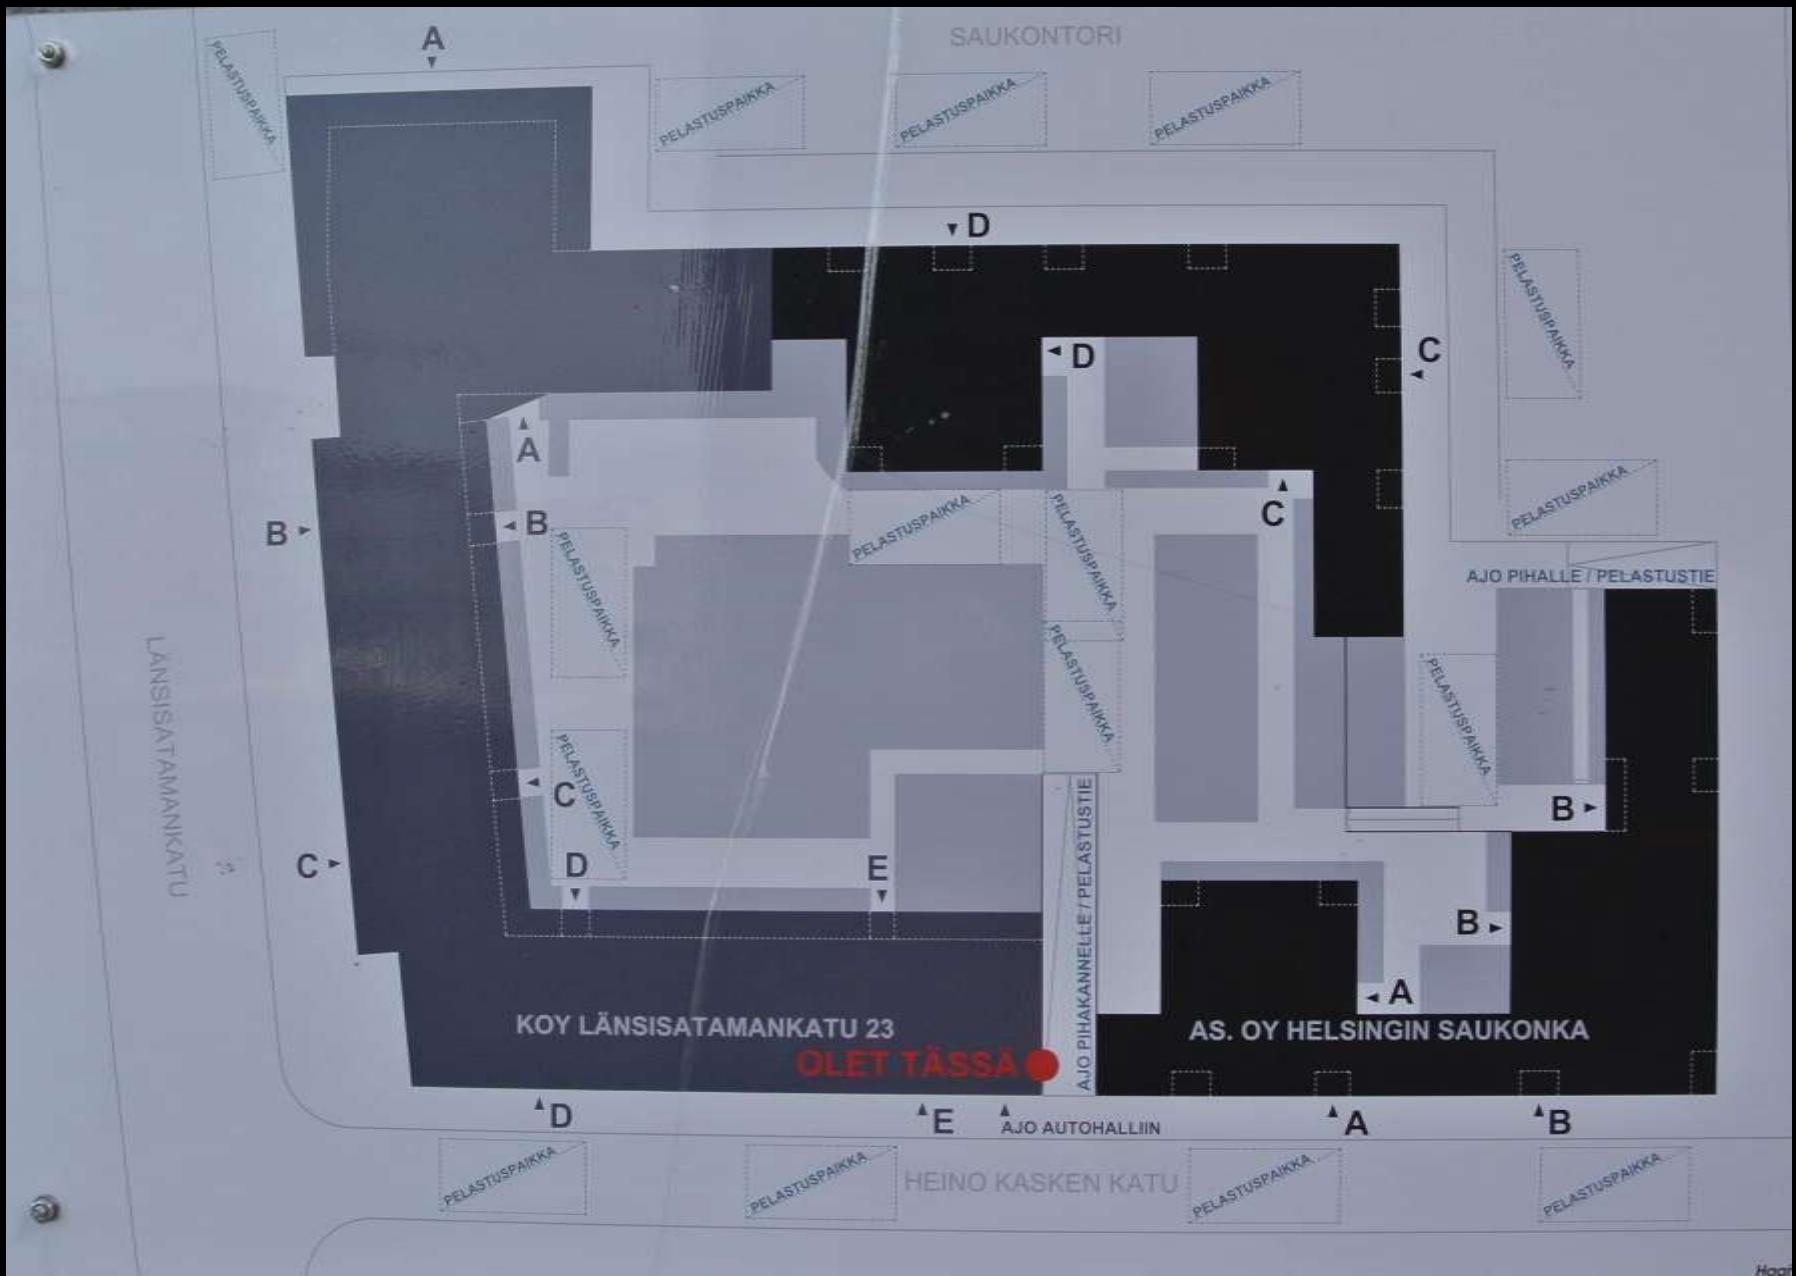 A
SAUKONTORI
PELASTUSPAIKKA
PELASTUSPAIKKA
PELASTUSPAIKKA
PELASTUSPAIKKA
D
PELASTUSPAIKKA
D
C
A
B
B
PELASTUSPAIKKA
PELASTUSPAIKKA
C
PELASTUSPAIKKA
PELASTUSPAIKKA
AJO PIHALLE / PELASTUSTIE
LÄNSISATAMANKATU
PELASTUSPAIKKA
PELASTUSPAIKKA
PELASTUSPAIKKA
C
B
C
D
E
AJO PIHAKANNELLE / PELASTUSTIE
B
A
KOY LÄNSISATAMANKATU 23
AS. OY HELSINGIN SAUKONKA
OLET TÄSSÄ
D
E
AJO AUTOHALLIIN
A
B
PELASTUSPAIKKA
PELASTUSPAIKKA
HEINO KASKEN KATU
PELASTUSPAIKKA
PELASTUSPAIKKA